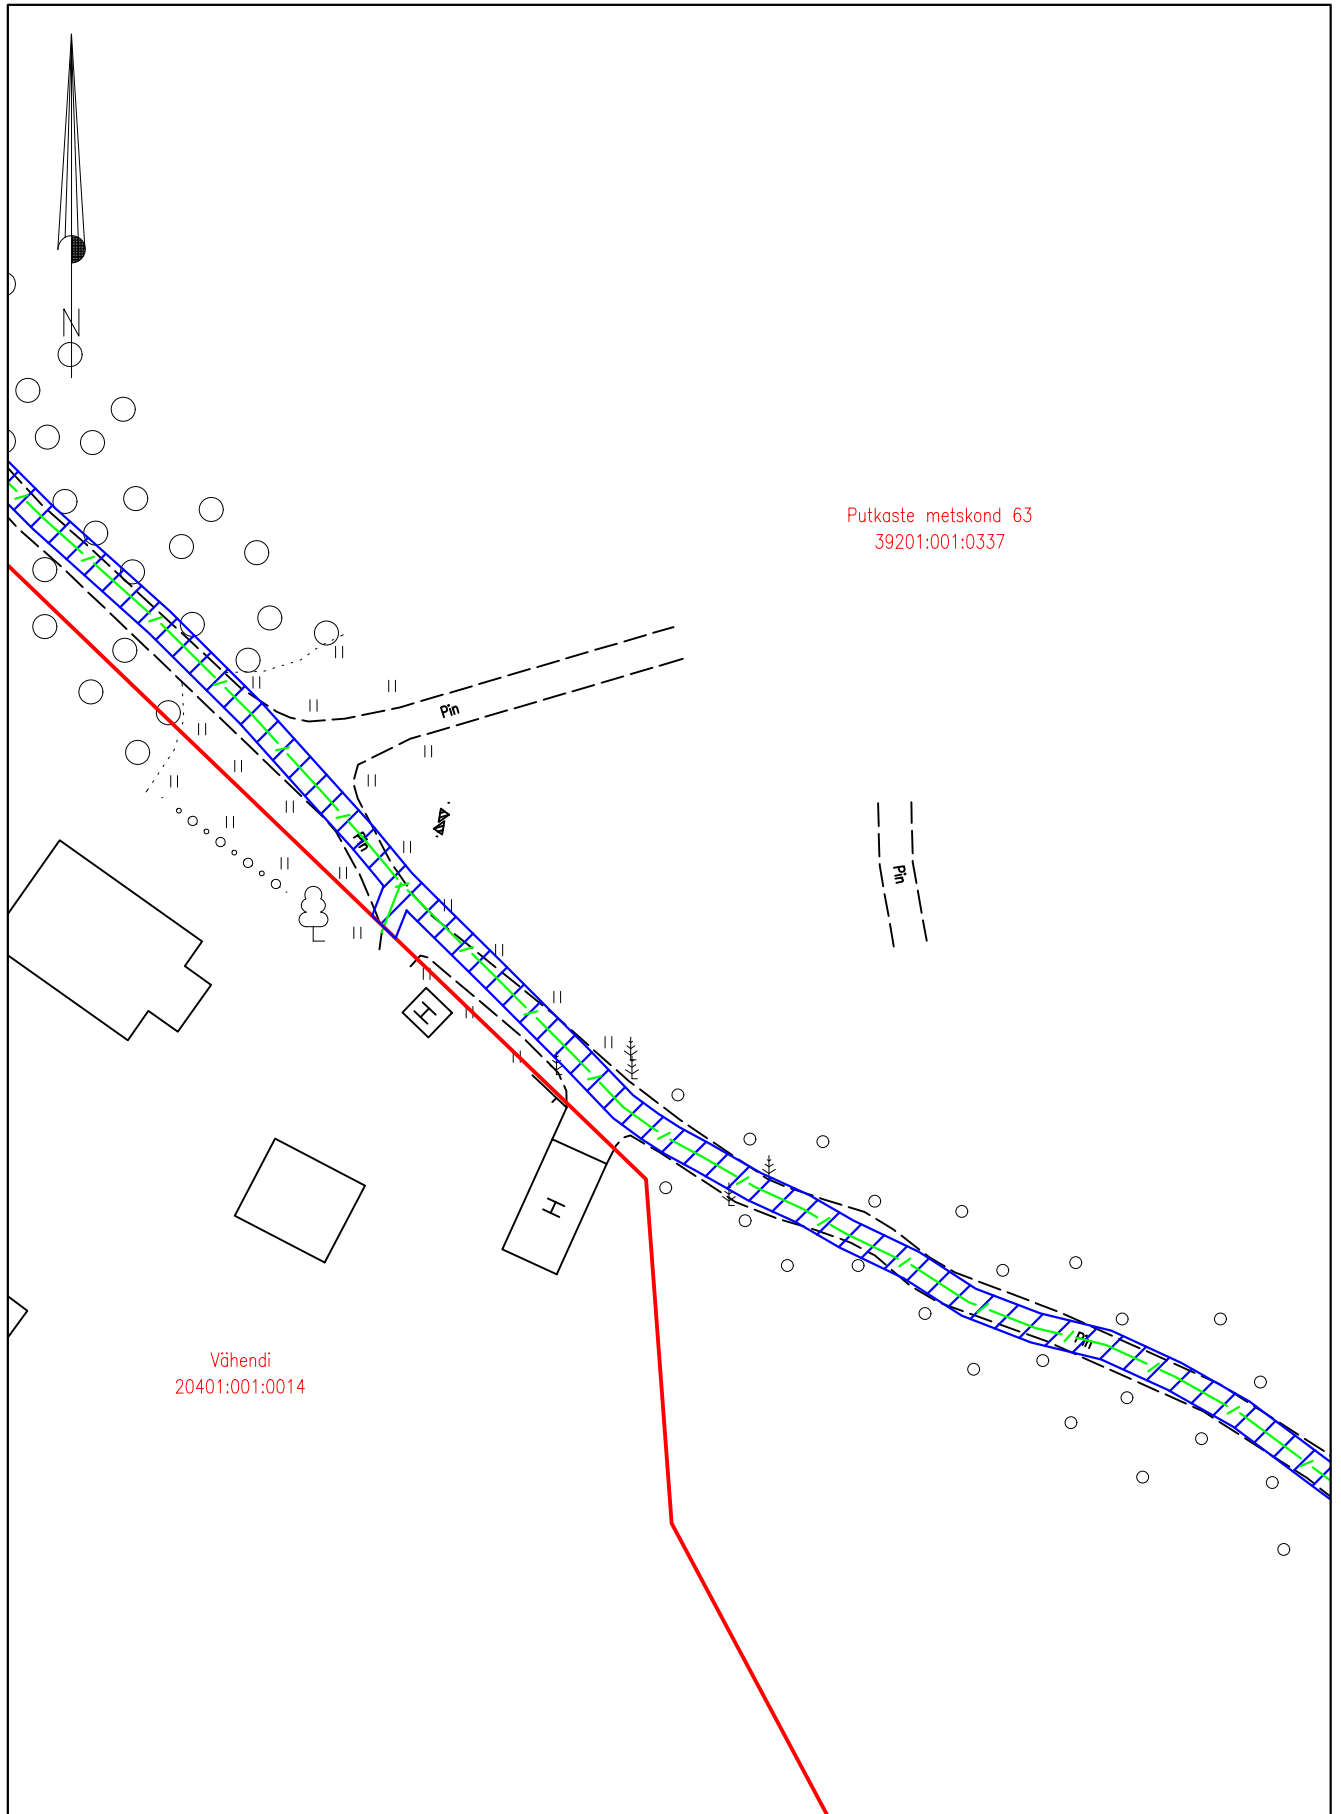 N
Putkaste metskond 63
39201:001:0337
Pin
Pin
Pin
H
H
Pin
Vähendi
20401:001:0014